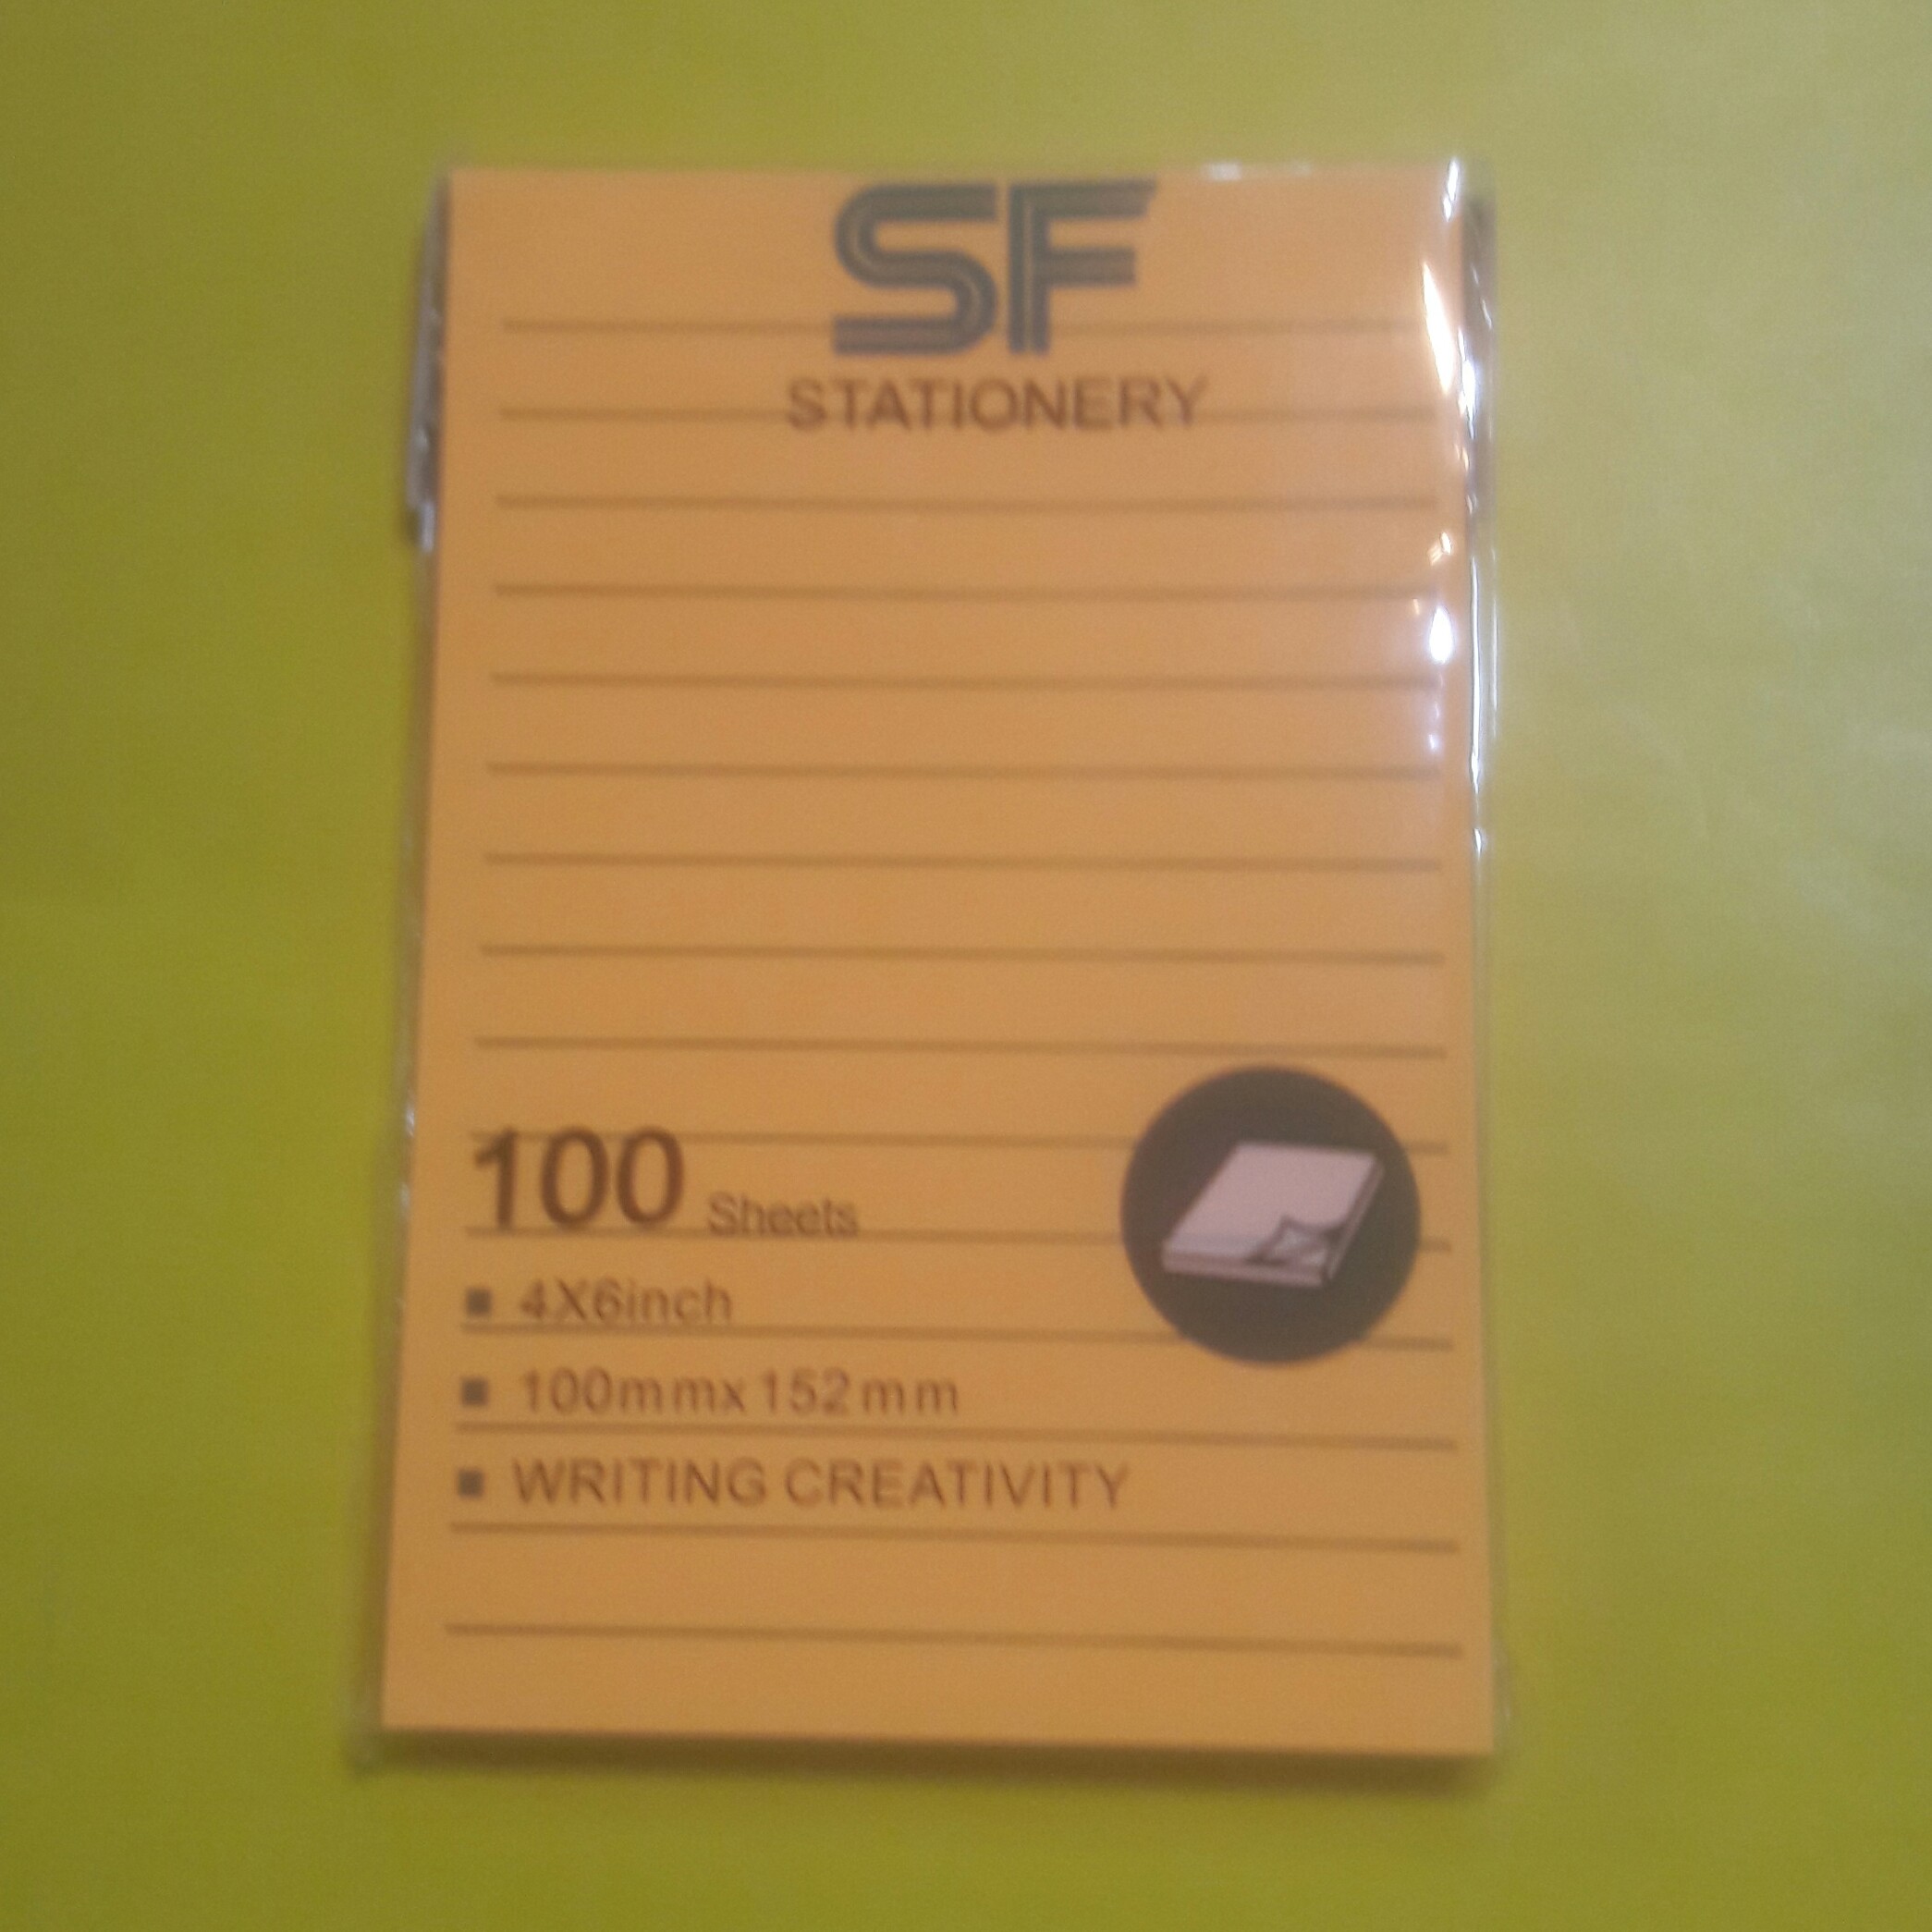 SF
STATIONERY
100 Sheets
4X6inch
100mmx152mm
WRITING CREATIVITY